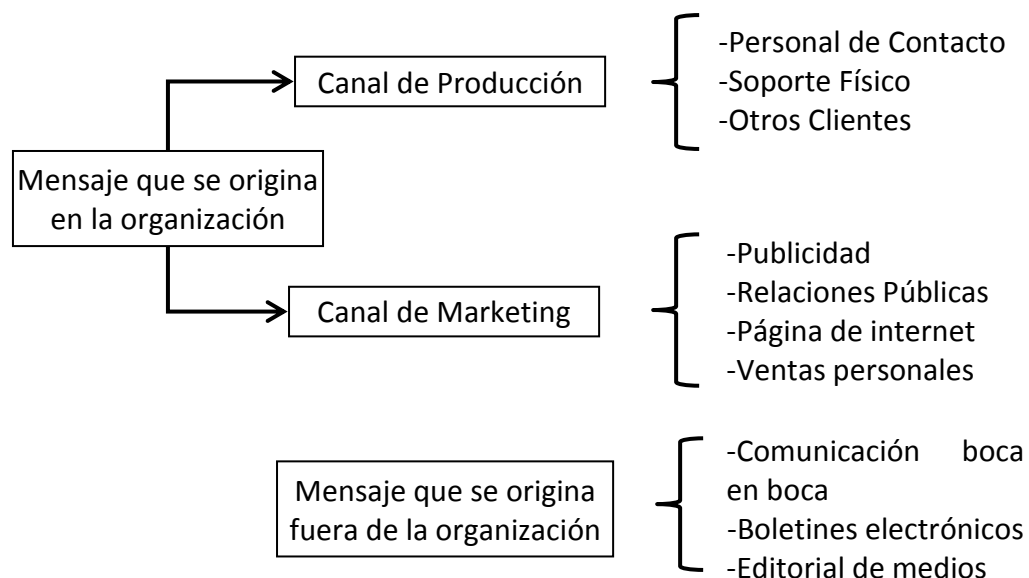 Canal de Producción
-Personal de Contacto
-Soporte Físico
-Otros Clientes
Mensaje que se origina
en la organización
Canal de Marketing
-Publicidad
-Relaciones Públicas
-Página de internet
-Ventas personales
Mensaje que se origina
fuera de la organización
-Comunicación boca
en boca
-Boletines electrónicos
-Editorial de medios